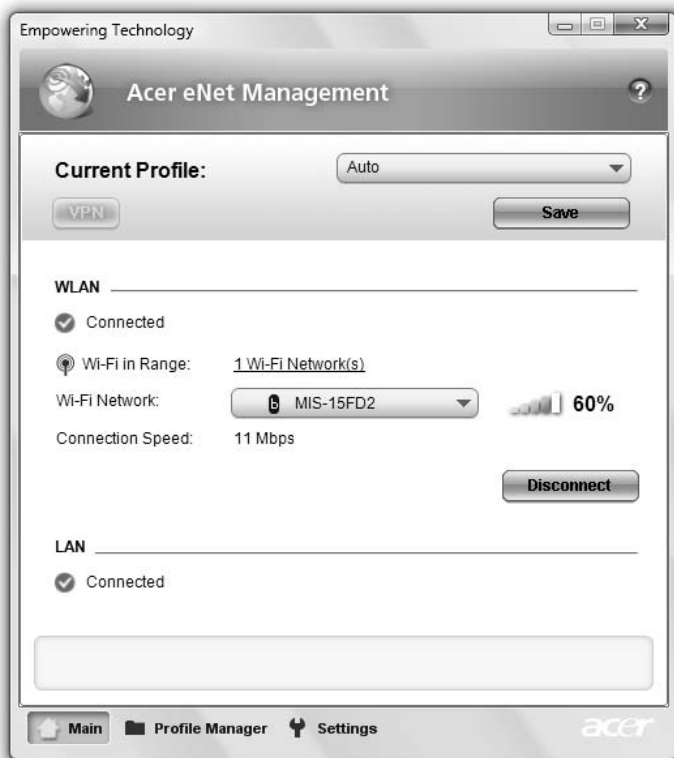 Empowering Technology
Acer eNet Management ?
Current Profile: Auto
VPN Save
WLAN
Connected
Wi-Fi in Range: 1 Wi-Fi Network(s)
Wi-Fi Network: b MIS-15FD2 60%
Connection Speed: 11 Mbps
Disconnect
LAN
Connected
Main Profile Manager Settings acer